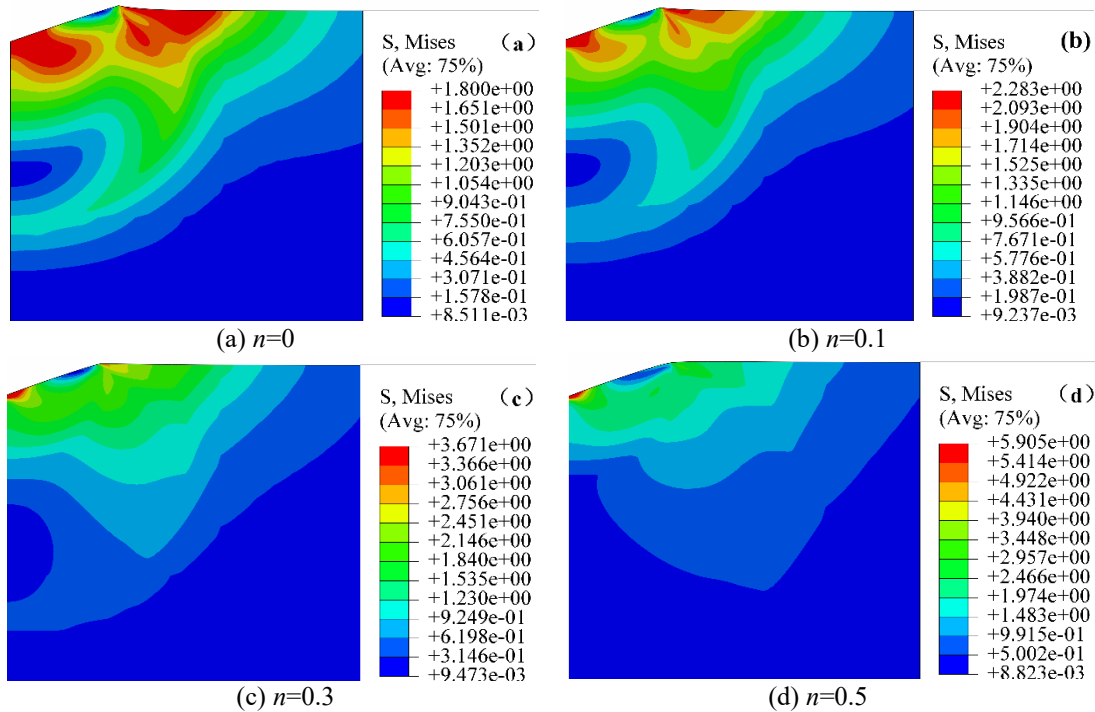 S, Mises （a）
(Avg: 75%)
+1.800e+00
+1.651e+00
+1.501e+00
+1.352e+00
+1.203e+00
+1.054e+00
+9.043e-01
+7.550e-01
+6.057e-01
+4.564e-01
+3.071e-01
+1.578e-01
+8.511e-03
(a) n=0
S, Mises (b)
(Avg: 75%)
+2.283e+00
+2.093e+00
+1.904e+00
+1.714e+00
+1.525e+00
+1.335e+00
+1.146e+00
+9.566e-01
+7.671e-01
+5.776e-01
+3.882e-01
+1.987e-01
+9.237e-03
(b) n=0.1
S, Mises （c）
(Avg: 75%)
+3.671e+00
+3.366e+00
+3.061e+00
+2.756e+00
+2.451e+00
+2.146e+00
+1.840e+00
+1.535e+00
+1.230e+00
+9.249e-01
+6.198e-01
+3.146e-01
+9.473e-03
(c) n=0.3
S, Mises （d）
(Avg: 75%)
+5.905e+00
+5.414e+00
+4.922e+00
+4.431e+00
+3.940e+00
+3.448e+00
+2.957e+00
+2.466e+00
+1.974e+00
+1.483e+00
+9.915e-01
+5.002e-01
+8.823e-03
(d) n=0.5